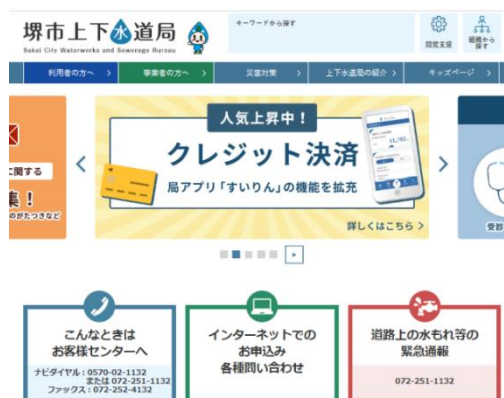 堺市上下水道局
Sakai City Waterworks and Sewerage Bureau
キーワードから探す
閲覧支援
組織から
探す
利用者の方へ >
事業者の方へ >
災害対策 >
上下水道局の紹介 >
キッズページ >
に関する
集！
のがたつきなど
人気上昇中！
クレジット決済
局アプリ「すいりん」の機能を拡充
詳しくはこちら >
受診
こんなときは
お客様センターへ
ナビダイヤル：0570-02-1132
または 072-251-1132
ファックス：072-252-4132
インターネットでの
お申込み
各種問い合わせ
道路上の水もれ等の
緊急通報
072-251-1132